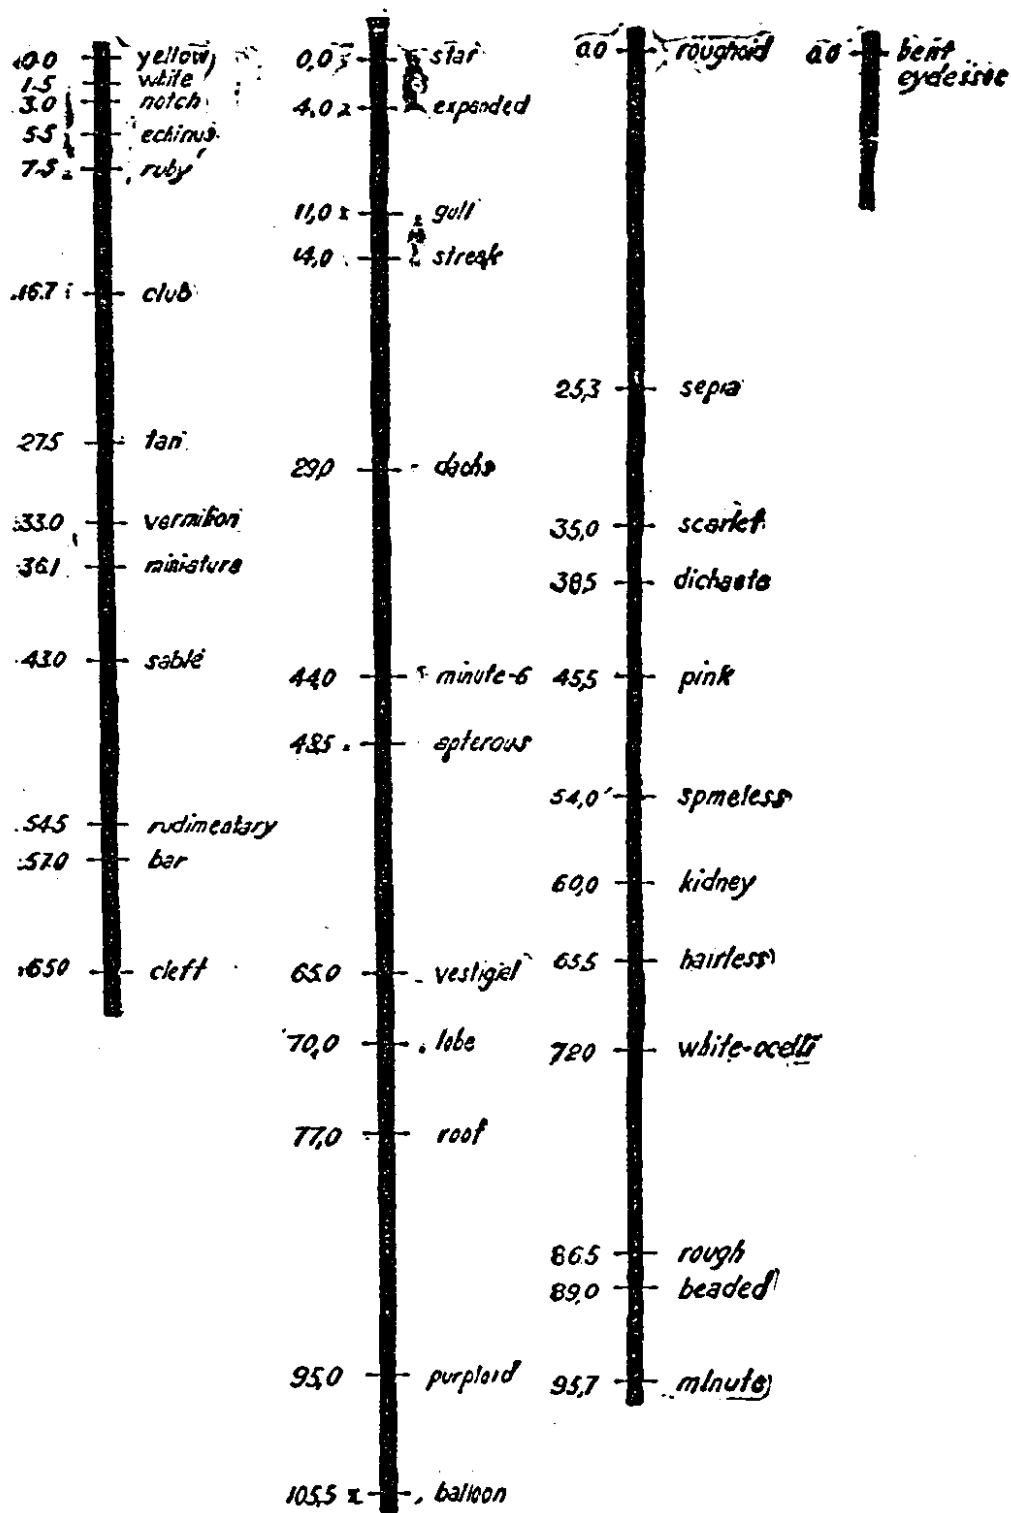 0.0 yellow
1.5 white
3.0 notch
5.5 echinus
7.5 ruby
16.7 club
27.5 tan
33.0 vermilion
36.1 miniature
43.0 sable
54.5 rudimentary
57.0 bar
65.0 cleft
0,0 star
4.0 expanded
11,0 gull
14,0 streak
29,0 dachs
44,0 minute-6
48,5 apterous
65.0 vestigial
70,0 lobe
77,0 roof
95,0 purploid
105,5 balloon
0.0 roughoid
25,3 sepia
35,0 scarlet
38,5 dichaete
45,5 pink
54,0 spineless
60,0 kidney
65,5 hairless
72,0 white-ocelli
86.5 rough
89,0 beaded
95,7 minute
0.0 bent
eyeless